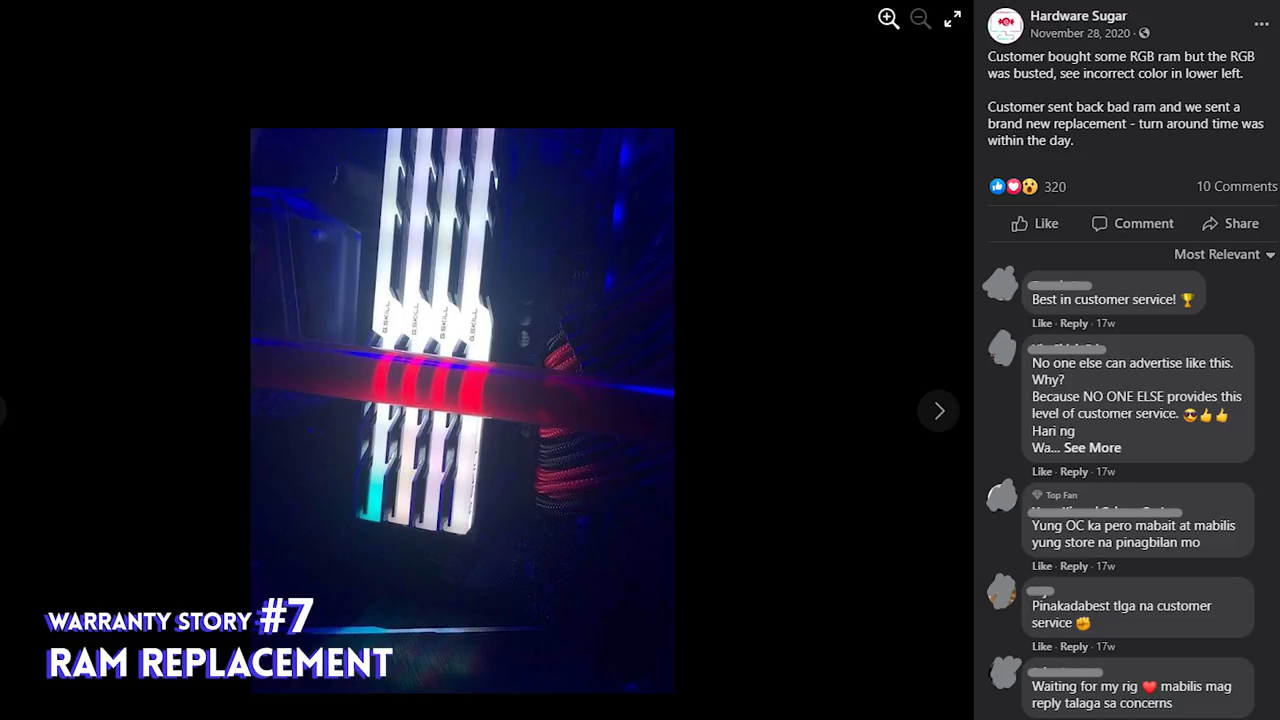 Hardware Sugar
November 28, 2020 ·
Customer bought some RGB ram but the RGB
was busted, see incorrect color in lower left.
Customer sent back bad ram and we sent a
brand new replacement - turn around time was
within the day.
320
10 Comments
Like
Comment
Share
Most Relevant
Best in customer service! 🏆
Like · Reply · 17w
No one else can advertise like this.
Why?
Because NO ONE ELSE provides this
level of customer service. 😎👍👍
Hari ng
Wa... See More
Like · Reply · 17w
Top Fan
Yung OC ka pero mabait at mabilis
yung store na pinagbilan mo
Like · Reply · 17w
Pinakadabest tlga na customer
service ✊
Like · Reply · 17w
Waiting for my rig ❤️ mabilis mag
reply talaga sa concerns
G.SKILL
G.SKILL
G.SKILL
G.SKILL
WARRANTY STORY #7
RAM REPLACEMENT